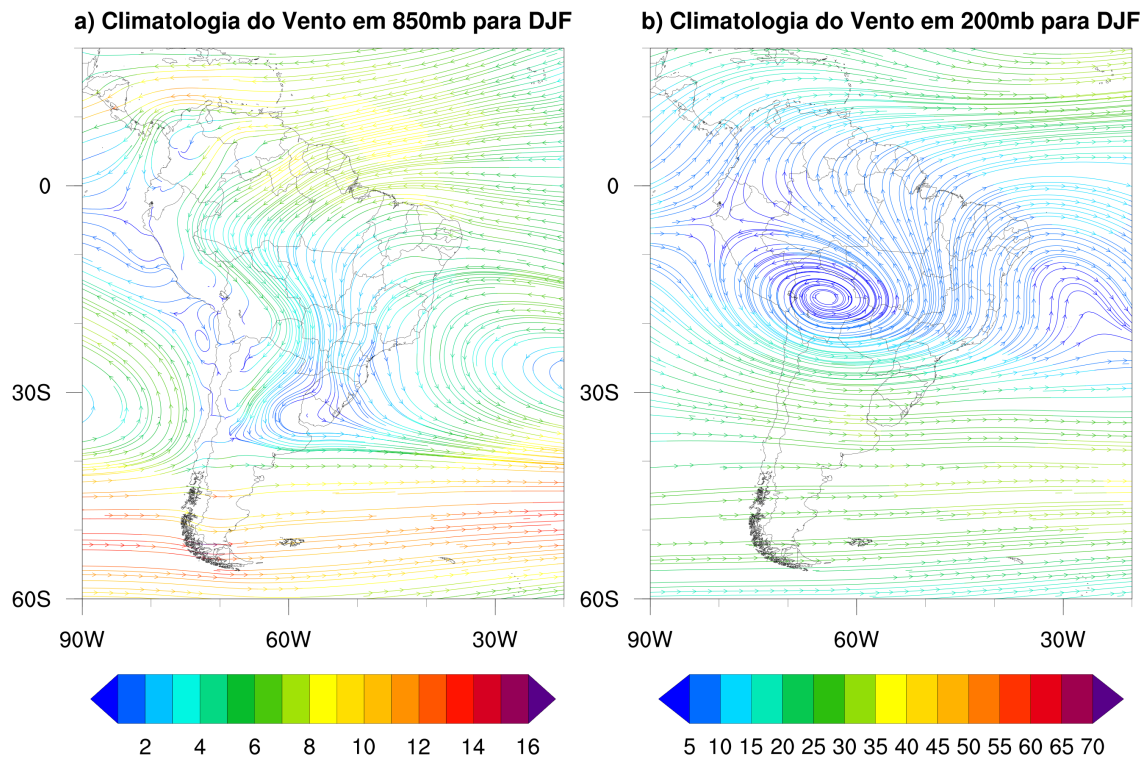 a) Climatologia do Vento em 850mb para DJF
b) Climatologia do Vento em 200mb para DJF
0
30S
60S
90W 60W 30W
0
30S
60S
90W 60W 30W
2 4 6 8 10 12 14 16
5 10 15 20 25 30 35 40 45 50 55 60 65 70